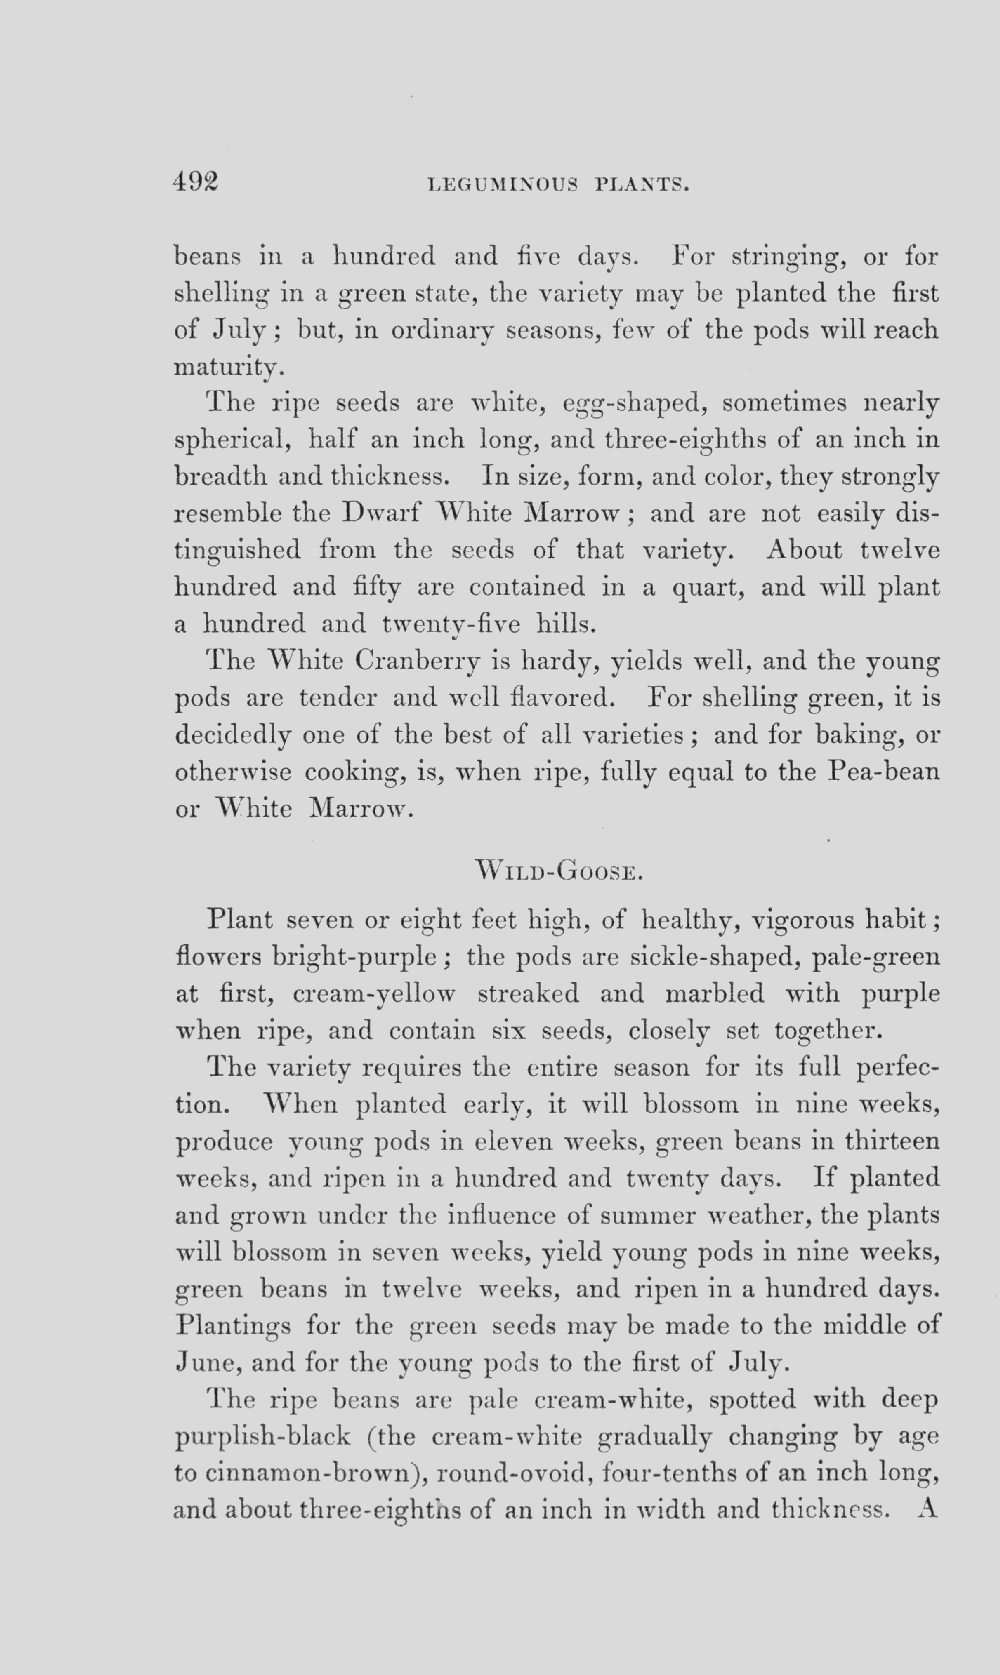 492
LEGUMINOUS PLANTS.
beans in a hundred and five days. For stringing, or for
shelling in a green state, the variety may be planted the first
of July; but, in ordinary seasons, few of the pods will reach
maturity.
The ripe seeds are white, egg-shaped, sometimes nearly
spherical, half an inch long, and three-eighths of an inch in
breadth and thickness. In size, form, and color, they strongly
resemble the Dwarf White Marrow; and are not easily dis-
tinguished from the seeds of that variety. About twelve
hundred and fifty are contained in a quart, and will plant
a hundred and twenty-five hills.
The White Cranberry is hardy, yields well, and the young
pods are tender and well flavored. For shelling green, it is
decidedly one of the best of all varieties; and for baking, or
otherwise cooking, is, when ripe, fully equal to the Pea-bean
or White Marrow.
WILD-GOOSE.
Plant seven or eight feet high, of healthy, vigorous habit;
flowers bright-purple; the pods are sickle-shaped, pale-green
at first, cream-yellow streaked and marbled with purple
when ripe, and contain six seeds, closely set together.
The variety requires the entire season for its full perfec-
tion. When planted early, it will blossom in nine weeks,
produce young pods in eleven weeks, green beans in thirteen
weeks, and ripen in a hundred and twenty days. If planted
and grown under the influence of summer weather, the plants
will blossom in seven weeks, yield young pods in nine weeks,
green beans in twelve weeks, and ripen in a hundred days.
Plantings for the green seeds may be made to the middle of
June, and for the young pods to the first of July.
The ripe beans are pale cream-white, spotted with deep
purplish-black (the cream-white gradually changing by age
to cinnamon-brown), round-ovoid, four-tenths of an inch long,
and about three-eighths of an inch in width and thickness. A